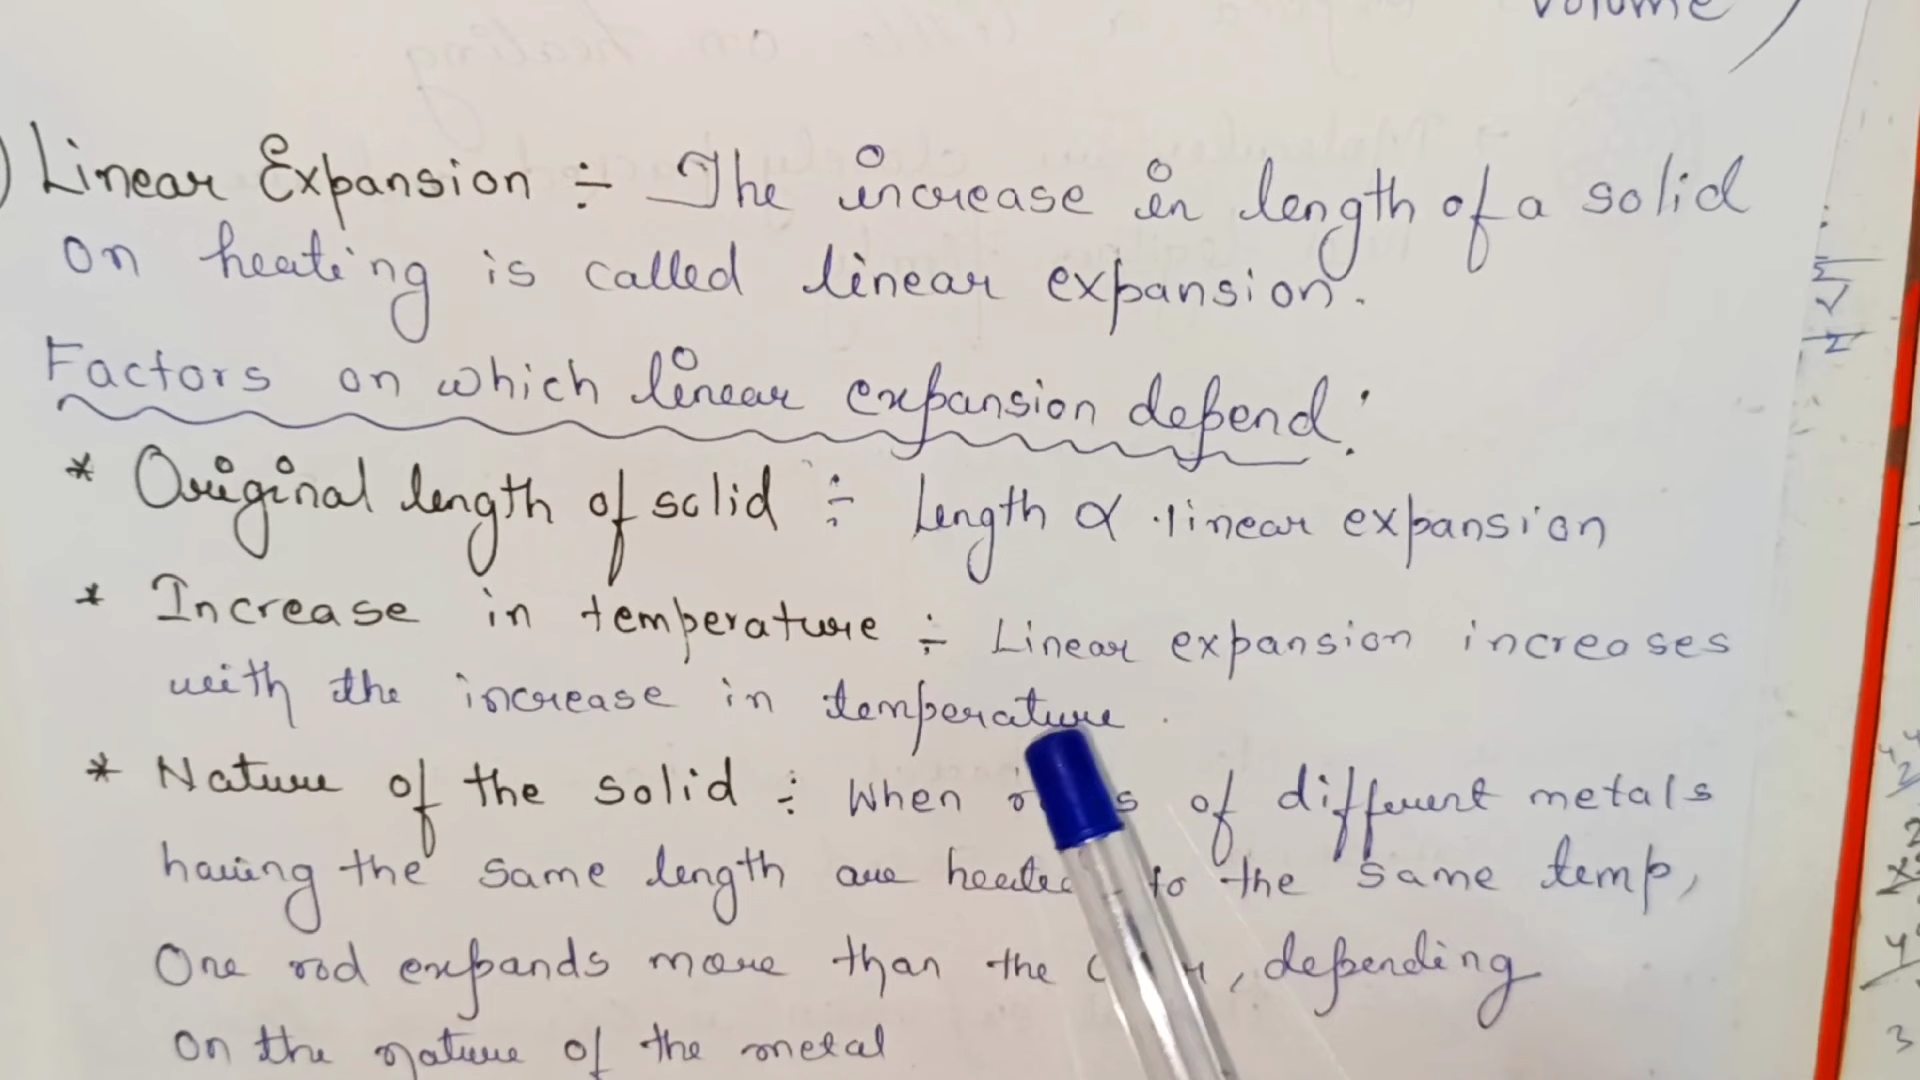 volume
Linear Expansion ÷ The increase in length of a solid
on heating is called linear expansion.
Factors on which linear expansion depend:
* Original length of solid ÷ Length ∝ linear expansion
* Increase in temperature ÷ Linear expansion increases
with the increase in temperature.
* Nature of the solid ÷ When of different metals
having the same length are heated to the same temp,
One rod expands more than the , depending
on the nature of the metal